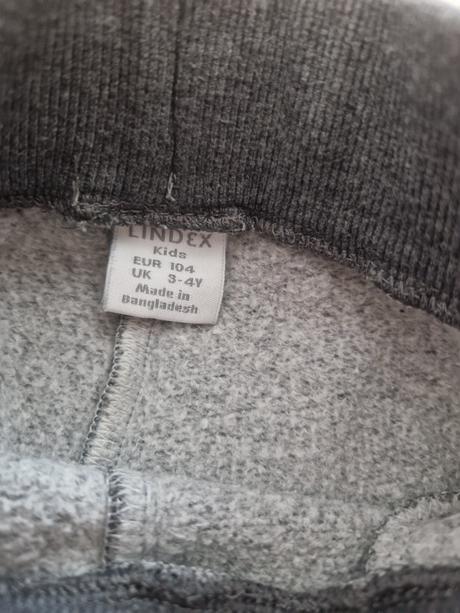 LINDEX
Kids
EUR 104
UK 3-4Y
Made in
Bangladesh